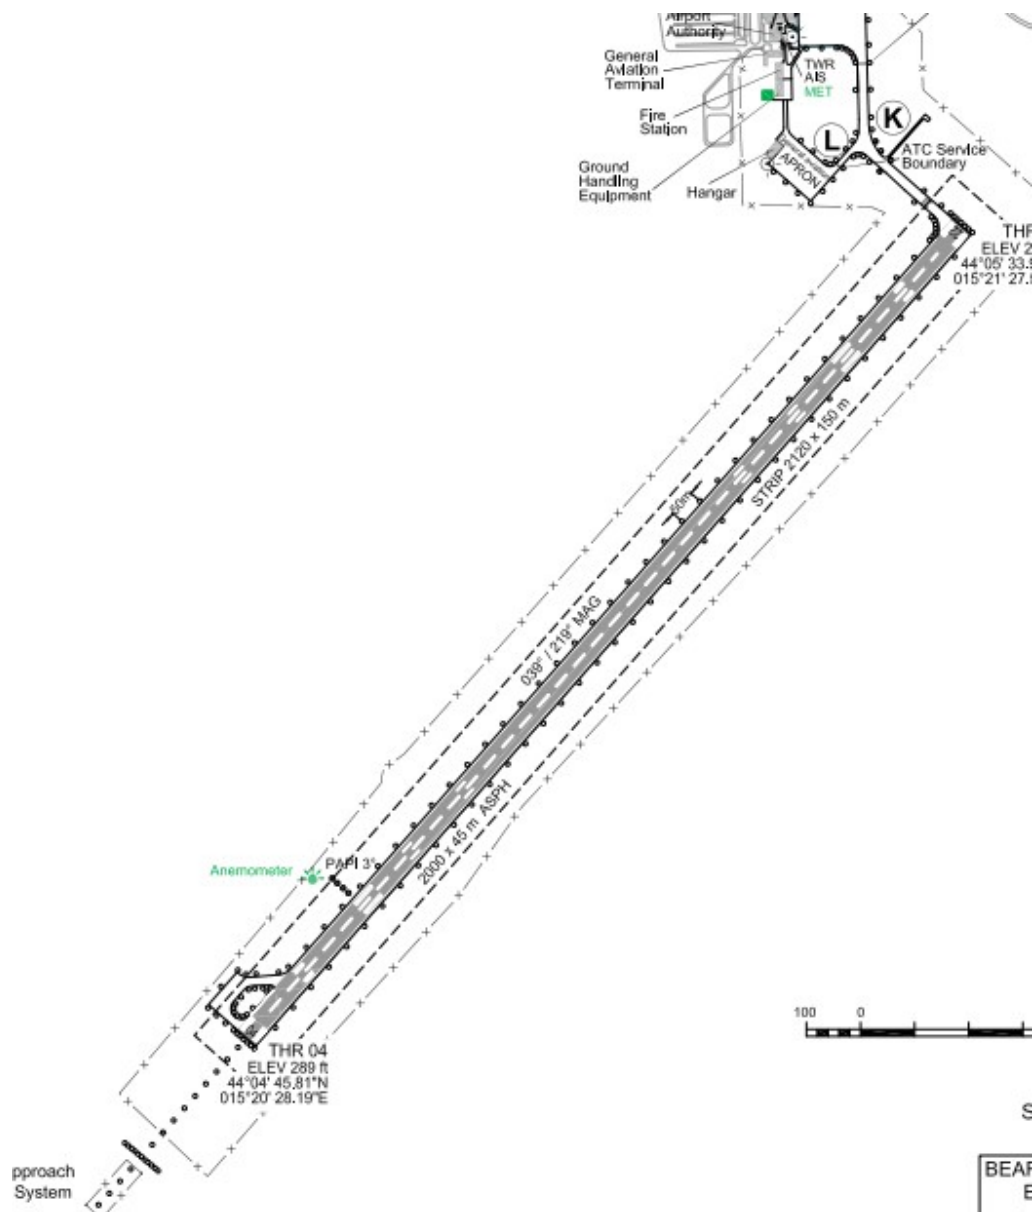 Airport
Authority
General
Aviation
Terminal
TWR
AIS
MET
Fire
Station
K
L
ATC Service
Boundary
General aviation
APRON
Ground
Handling
Equipment
Hangar
THR
ELEV 2
44°05' 33.9
015°21' 27.
STRIP 2120 x 150 m
60m
039° / 219° MAG
2000 x 45 m ASPH
PAPI 3°
Anemometer
THR 04
ELEV 289 ft
44°04' 45.81"N
015°20' 28.19"E
100 0
S
pproach
System
BEAR
E